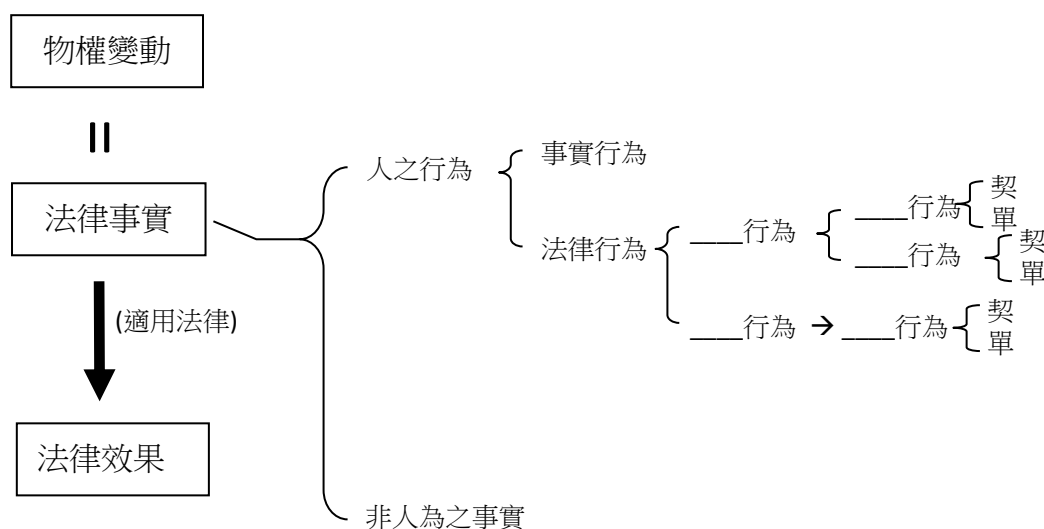 物權變動
法律事實
(適用法律)
法律效果
人之行為
事實行為
法律行為
____行為
____行為
契
單
____行為
契
單
____行為 → ____行為
契
單
非人為之事實